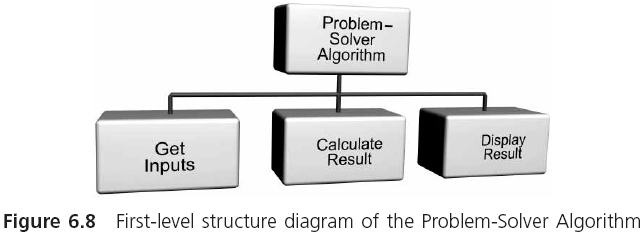 Problem–
Solver
Algorithm
Get
Inputs
Calculate
Result
Display
Result
Figure 6.8 First-level structure diagram of the Problem-Solver Algorithm